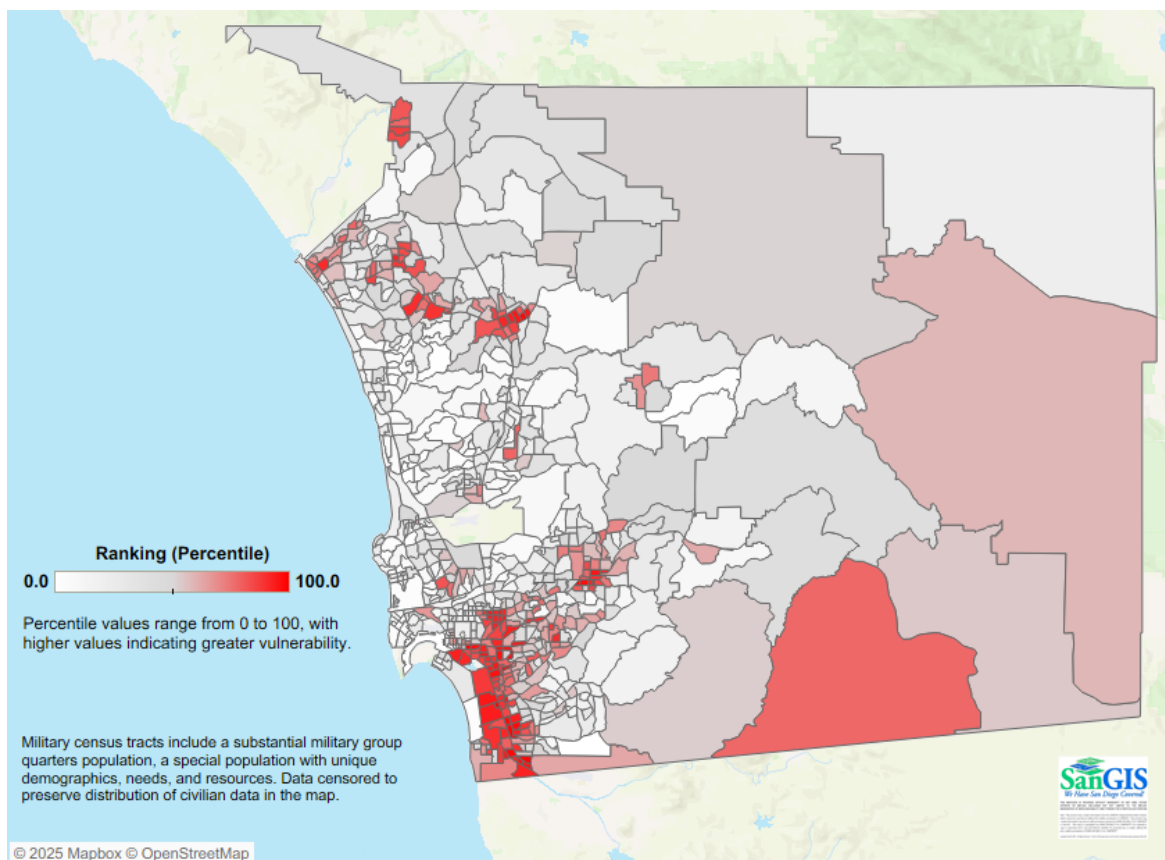 Ranking (Percentile)
0.0
100.0
Percentile values range from 0 to 100, with
higher values indicating greater vulnerability.
Military census tracts include a substantial military group
quarters population, a special population with unique
demographics, needs, and resources. Data censored to
preserve distribution of civilian data in the map.
SanGIS
We Have San Diego Covered!
© 2025 Mapbox © OpenStreetMap